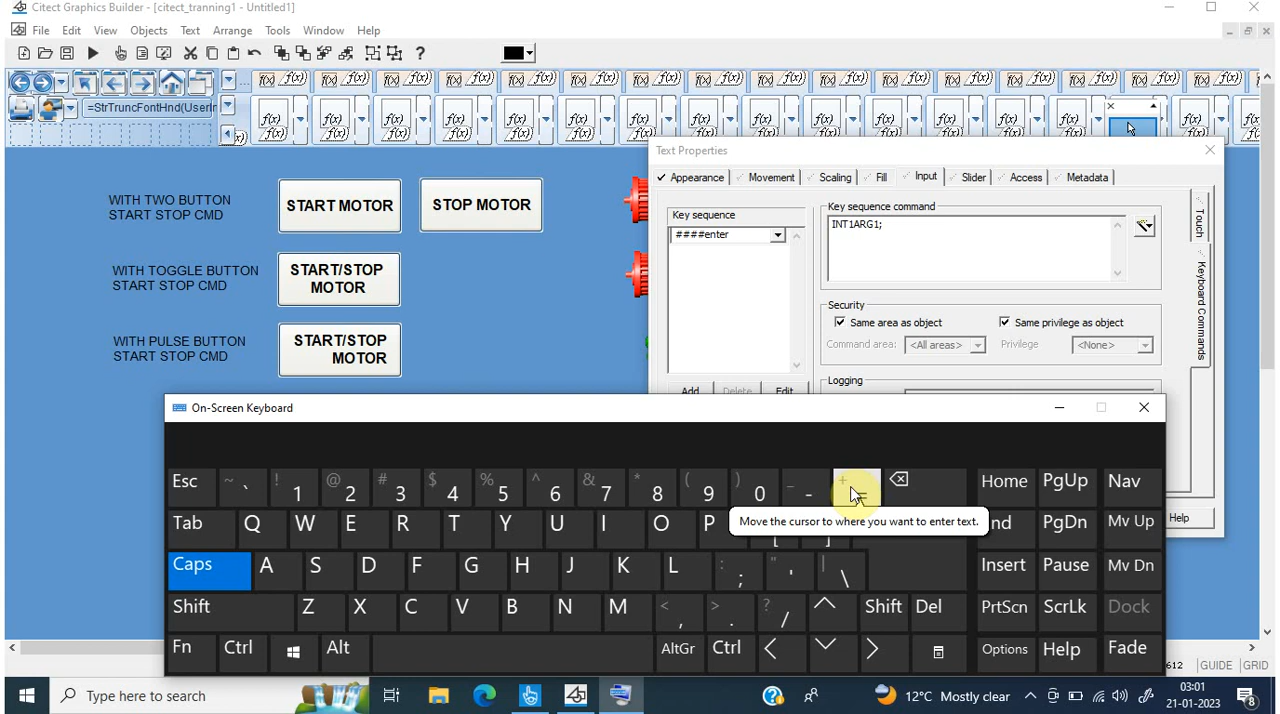 Citect Graphics Builder - [citect_tranning1 - Untitled1]
File Edit View Objects Text Arrange Tools Window Help
=StrTruncFontHnd(UserIn
WITH TWO BUTTON
START STOP CMD
START MOTOR
STOP MOTOR
WITH TOGGLE BUTTON
START STOP CMD
START/STOP
MOTOR
WITH PULSE BUTTON
START STOP CMD
START/STOP
MOTOR
Text Properties
Appearance Movement Scaling Fill Input Slider Access Metadata
Key sequence
####enter
Add Delete Edit
Key sequence command
INT1ARG1;
Security
Same area as object Same privilege as object
Command area: <All areas> Privilege <None>
Logging
Touch
Keyboard Commands
Help
On-Screen Keyboard
Esc ~ ` ! 1 @ 2 # 3 $ 4 % 5 ^ 6 & 7 * 8 ( 9 ) 0 _ - + = Home PgUp Nav
Tab Q W E R T Y U I O P [ ] nd PgDn Mv Up
Move the cursor to where you want to enter text.
Caps A S D F G H J K L : ; " ' | \ Insert Pause Mv Dn
Shift Z X C V B N M < , > . ? / Shift Del PrtScn ScrLk Dock
Fn Ctrl Alt AltGr Ctrl Options Help Fade
612 GUIDE GRID
Type here to search
12°C Mostly clear
03:01
21-01-2023
8